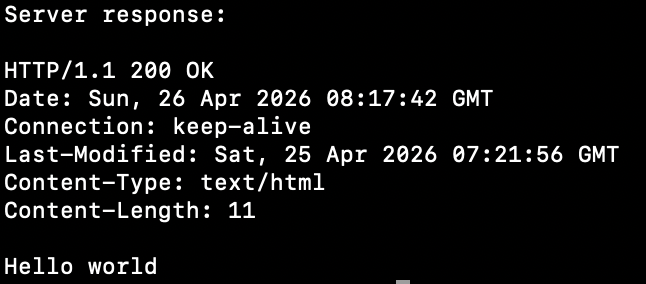 Server response:
HTTP/1.1 200 OK
Date: Sun, 26 Apr 2026 08:17:42 GMT
Connection: keep-alive
Last-Modified: Sat, 25 Apr 2026 07:21:56 GMT
Content-Type: text/html
Content-Length: 11
Hello world